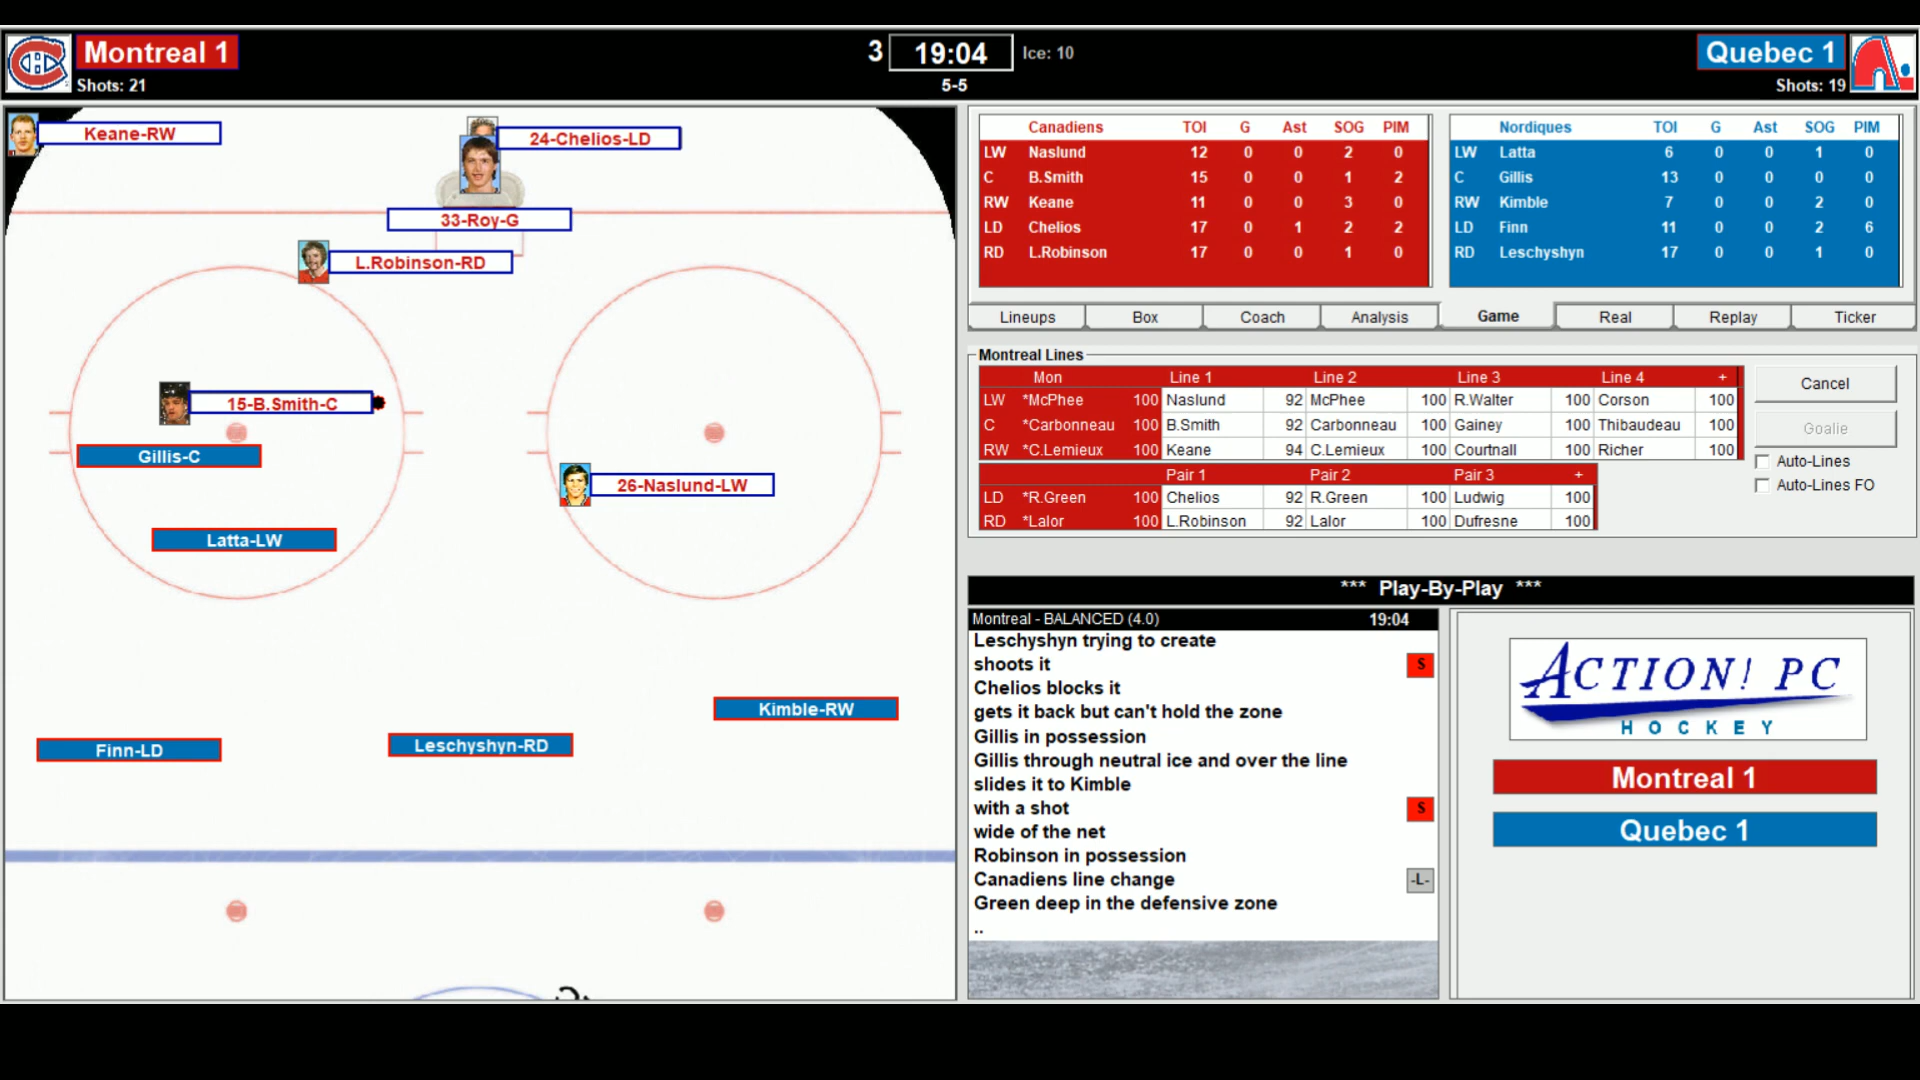 Montreal 1
Shots: 21
3 19:04 Ice: 10
5-5
Quebec 1
Shots: 19
Keane-RW
24-Chelios-LD
33-Roy-G
L.Robinson-RD
15-B.Smith-C
Gillis-C
26-Naslund-LW
Latta-LW
Kimble-RW
Finn-LD
Leschyshyn-RD
Canadiens TOI G Ast SOG PIM
LW Naslund 12 0 0 2 0
C B.Smith 15 0 0 1 2
RW Keane 11 0 0 3 0
LD Chelios 17 0 1 2 2
RD L.Robinson 17 0 0 1 0
Nordiques TOI G Ast SOG PIM
LW Latta 6 0 0 1 0
C Gillis 13 0 0 0 0
RW Kimble 7 0 0 2 0
LD Finn 11 0 0 2 6
RD Leschyshyn 17 0 0 1 0
Lineups Box Coach Analysis Game Real Replay Ticker
Montreal Lines
Mon Line 1 Line 2 Line 3 Line 4 +
LW *McPhee 100 Naslund 92 McPhee 100 R.Walter 100 Corson 100
C *Carbonneau 100 B.Smith 92 Carbonneau 100 Gainey 100 Thibaudeau 100
RW *C.Lemieux 100 Keane 94 C.Lemieux 100 Courtnall 100 Richer 100
Pair 1 Pair 2 Pair 3 +
LD *R.Green 100 Chelios 92 R.Green 100 Ludwig 100
RD *Lalor 100 L.Robinson 92 Lalor 100 Dufresne 100
Cancel
Goalie
Auto-Lines
Auto-Lines FO
*** Play-By-Play ***
Montreal - BALANCED (4.0) 19:04
Leschyshyn trying to create
shoots it S
Chelios blocks it
gets it back but can't hold the zone
Gillis in possession
Gillis through neutral ice and over the line
slides it to Kimble
with a shot S
wide of the net
Robinson in possession
Canadiens line change -L-
Green deep in the defensive zone
..
ACTION! PC
HOCKEY
Montreal 1
Quebec 1